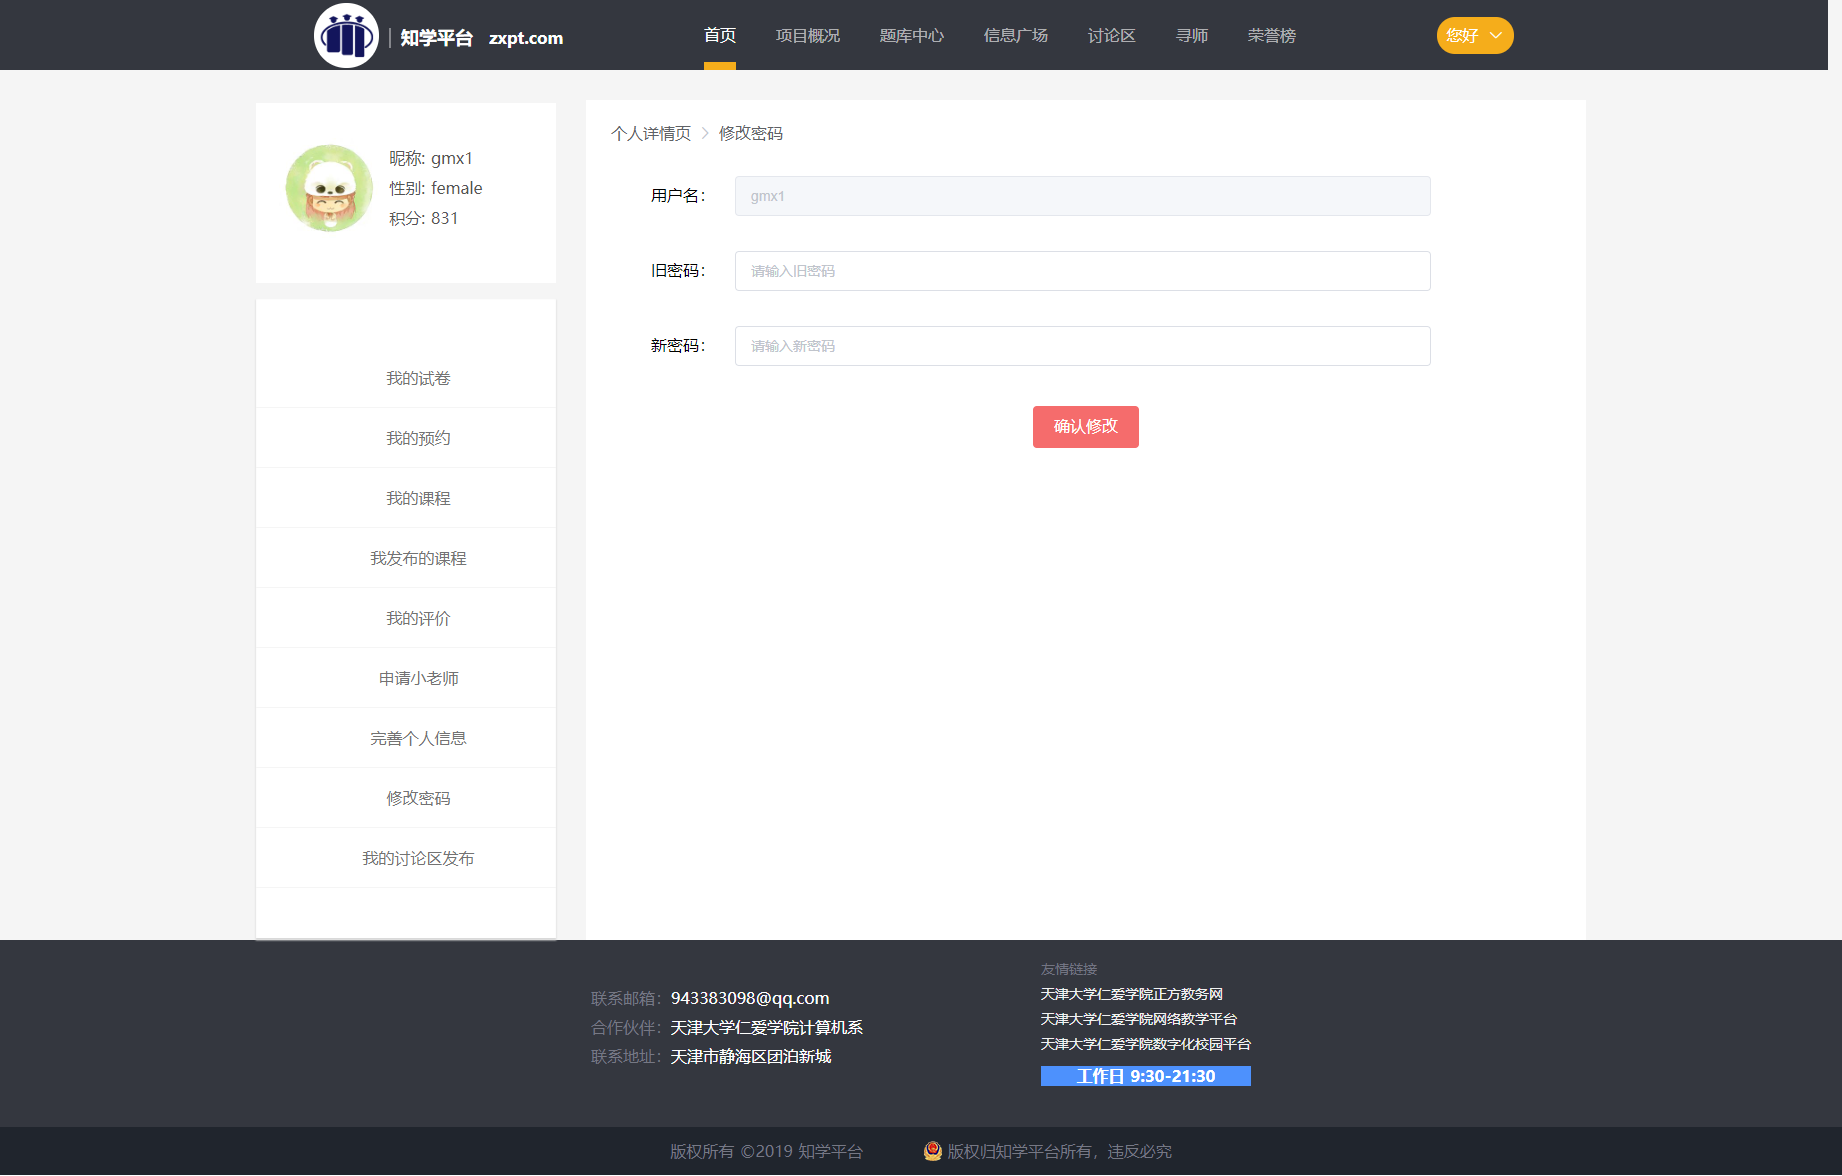 知学平台 zxpt.com 首页 项目概况 题库中心 信息广场 讨论区 寻师 荣誉榜 您好
昵称: gmx1
性别: female
积分: 831
我的试卷
我的预约
我的课程
我发布的课程
我的评价
申请小老师
完善个人信息
修改密码
我的讨论区发布
个人详情页 > 修改密码
用户名： gmx1
旧密码： 请输入旧密码
新密码： 请输入新密码
确认修改
联系邮箱：943383098@qq.com
合作伙伴：天津大学仁爱学院计算机系
联系地址：天津市静海区团泊新城
友情链接
天津大学仁爱学院正方教务网
天津大学仁爱学院网络教学平台
天津大学仁爱学院数字化校园平台
工作日 9:30-21:30
版权所有 ©2019 知学平台 版权归知学平台所有，违反必究